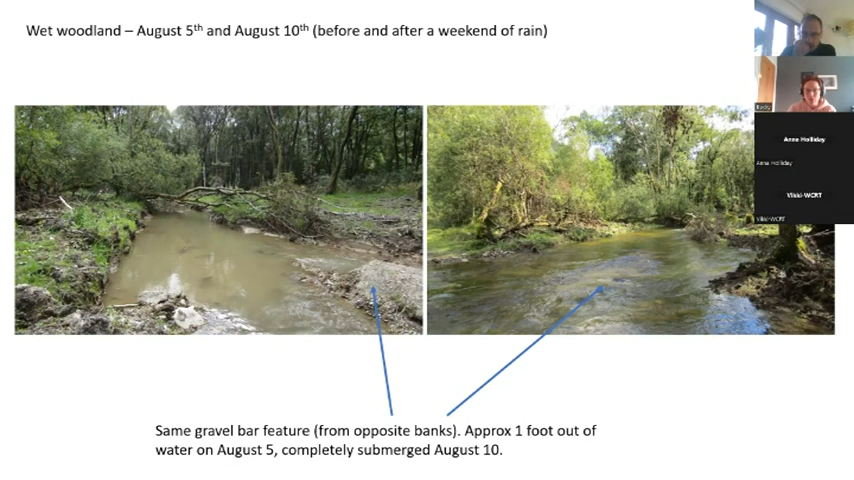 Wet woodland – August 5th and August 10th (before and after a weekend of rain)
Anna Holliday
Anna Holliday
Vikki-WCRT
Vikki-WCRT
Same gravel bar feature (from opposite banks). Approx 1 foot out of
water on August 5, completely submerged August 10.